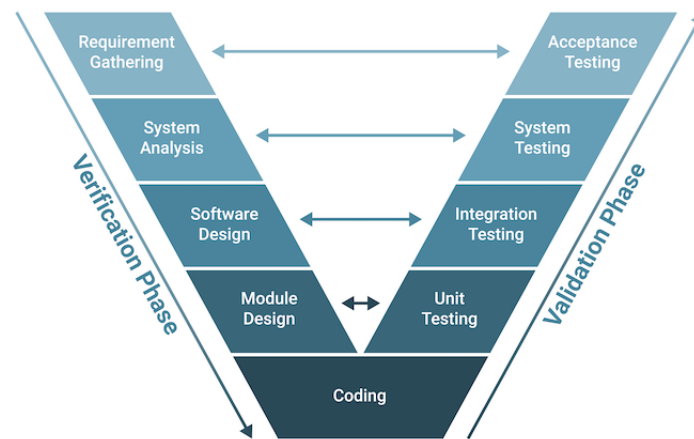 Requirement
Gathering
Acceptance
Testing
System
Analysis
System
Testing
Verification Phase
Validation Phase
Software
Design
Integration
Testing
Module
Design
Unit
Testing
Coding